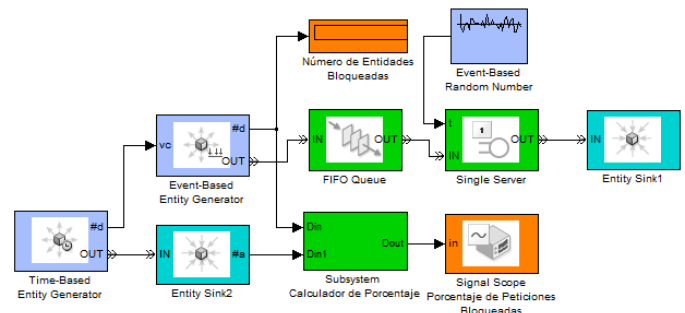 Número de Entidades
Bloqueadas
Event-Based
Random Number
vc
#d
OUT
Event-Based
Entity Generator
IN
OUT
FIFO Queue
t
IN
1
OUT
Single Server
IN
Entity Sink1
#d
OUT
Time-Based
Entity Generator
IN
#a
Entity Sink2
Din
Din1
Dout
Subsystem
Calculador de Porcentaje
in
Signal Scope
Porcentaje de Peticiones
Bloqueadas